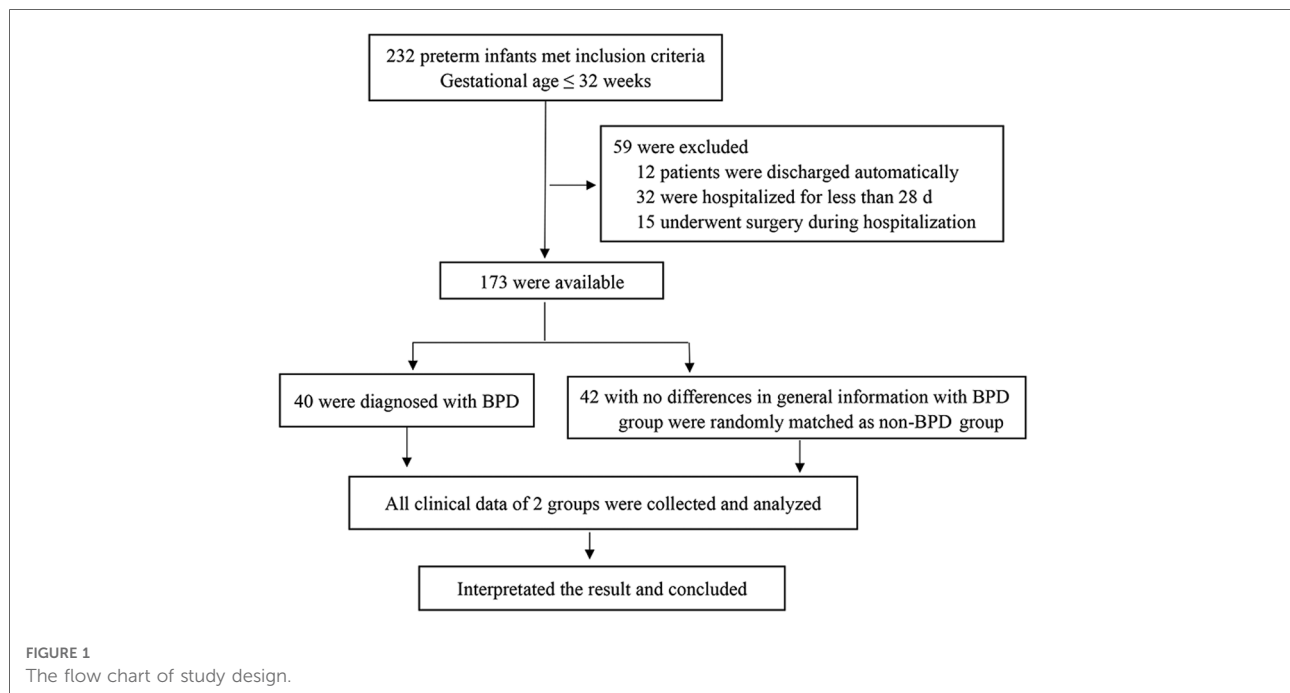 232 preterm infants met inclusion criteria
Gestational age ≤ 32 weeks
59 were excluded
12 patients were discharged automatically
32 were hospitalized for less than 28 d
15 underwent surgery during hospitalization
173 were available
40 were diagnosed with BPD
42 with no differences in general information with BPD
group were randomly matched as non-BPD group
All clinical data of 2 groups were collected and analyzed
Interpretated the result and concluded
FIGURE 1
The flow chart of study design.